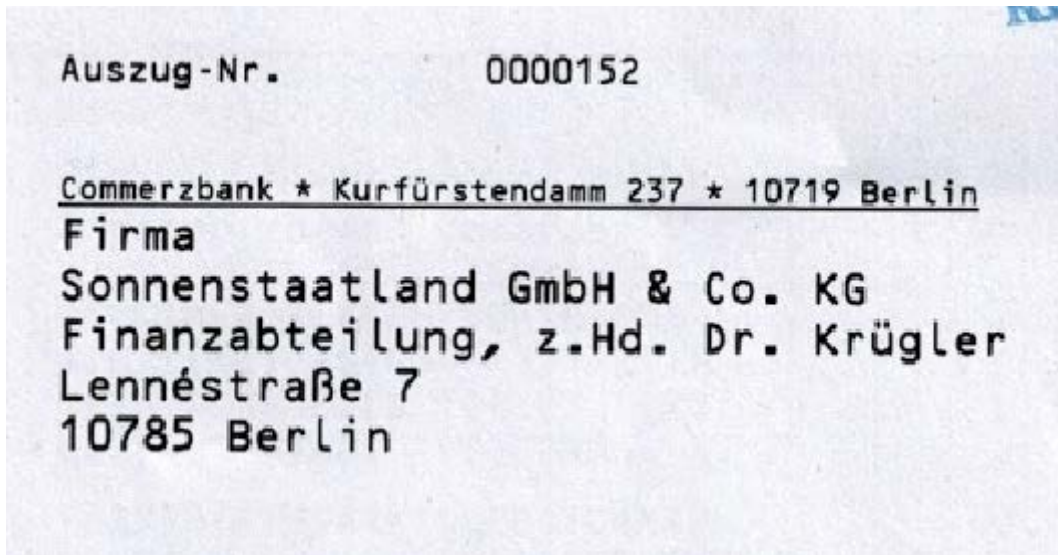 Auszug-Nr. 0000152
Commerzbank * Kurfürstendamm 237 * 10719 Berlin
Firma
Sonnenstaatland GmbH & Co. KG
Finanzabteilung, z.Hd. Dr. Krügler
Lennéstraße 7
10785 Berlin